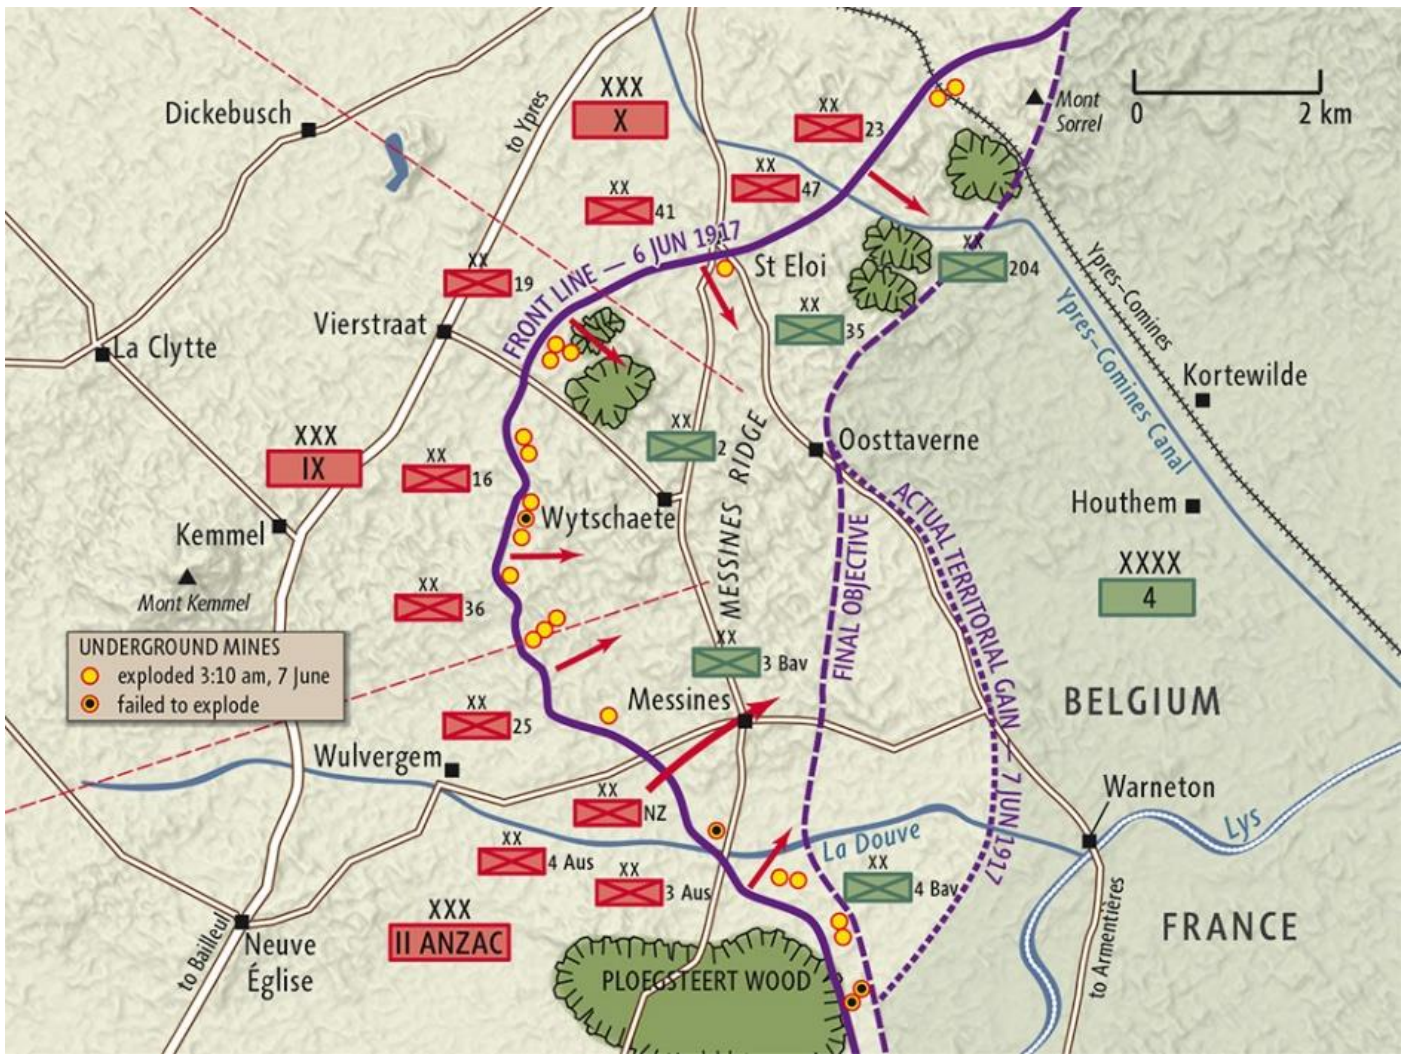 Dickebusch
to Ypres
XXX
X
XX
23
Mont
Sorrel
0
2 km
XX
47
XX
41
FRONT LINE — 6 JUN 1917
XX
19
St Eloi
XX
204
XX
35
Ypres–Comines
Ypres–Comines Canal
Vierstraat
La Clytte
Kortewilde
XX
2
MESSINES RIDGE
Oosttaverne
XXX
IX
XX
16
Houthem
Kemmel
Wytschaete
FINAL OBJECTIVE
ACTUAL TERRITORIAL GAIN — 7 JUN 1917
XXXX
4
Mont Kemmel
XX
36
UNDERGROUND MINES
exploded 3:10 am, 7 June
failed to explode
XX
3 Bav
Messines
BELGIUM
XX
25
Wulvergem
Warneton
XX
NZ
La Douve
Lys
XX
4 Aus
XX
3 Aus
XX
4 Bav
XXX
II ANZAC
to Bailleul
Neuve
Église
FRANCE
to Armentières
PLOEGSTEERT WOOD